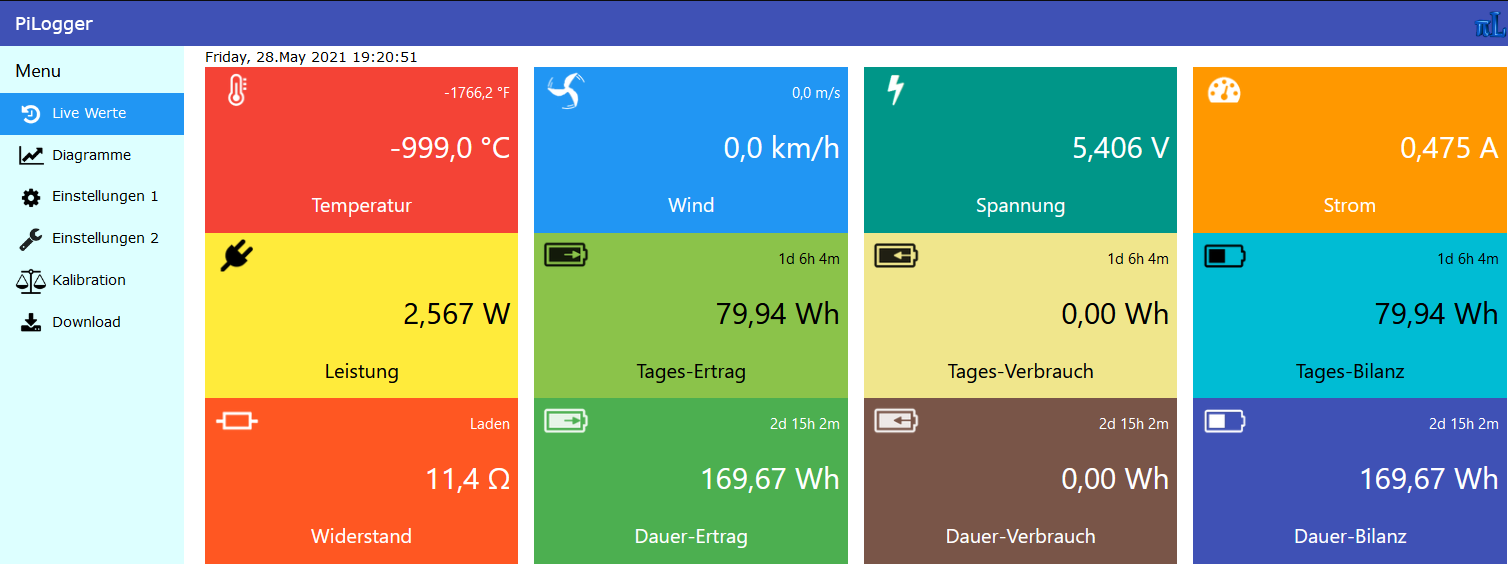 PiLogger
πL
Friday, 28.May 2021 19:20:51
Menu
Live Werte
Diagramme
Einstellungen 1
Einstellungen 2
Kalibration
Download
-1766,2 °F
-999,0 °C
Temperatur
0,0 m/s
0,0 km/h
Wind
5,406 V
Spannung
0,475 A
Strom
2,567 W
Leistung
1d 6h 4m
79,94 Wh
Tages-Ertrag
1d 6h 4m
0,00 Wh
Tages-Verbrauch
1d 6h 4m
79,94 Wh
Tages-Bilanz
Laden
11,4 Ω
Widerstand
2d 15h 2m
169,67 Wh
Dauer-Ertrag
2d 15h 2m
0,00 Wh
Dauer-Verbrauch
2d 15h 2m
169,67 Wh
Dauer-Bilanz